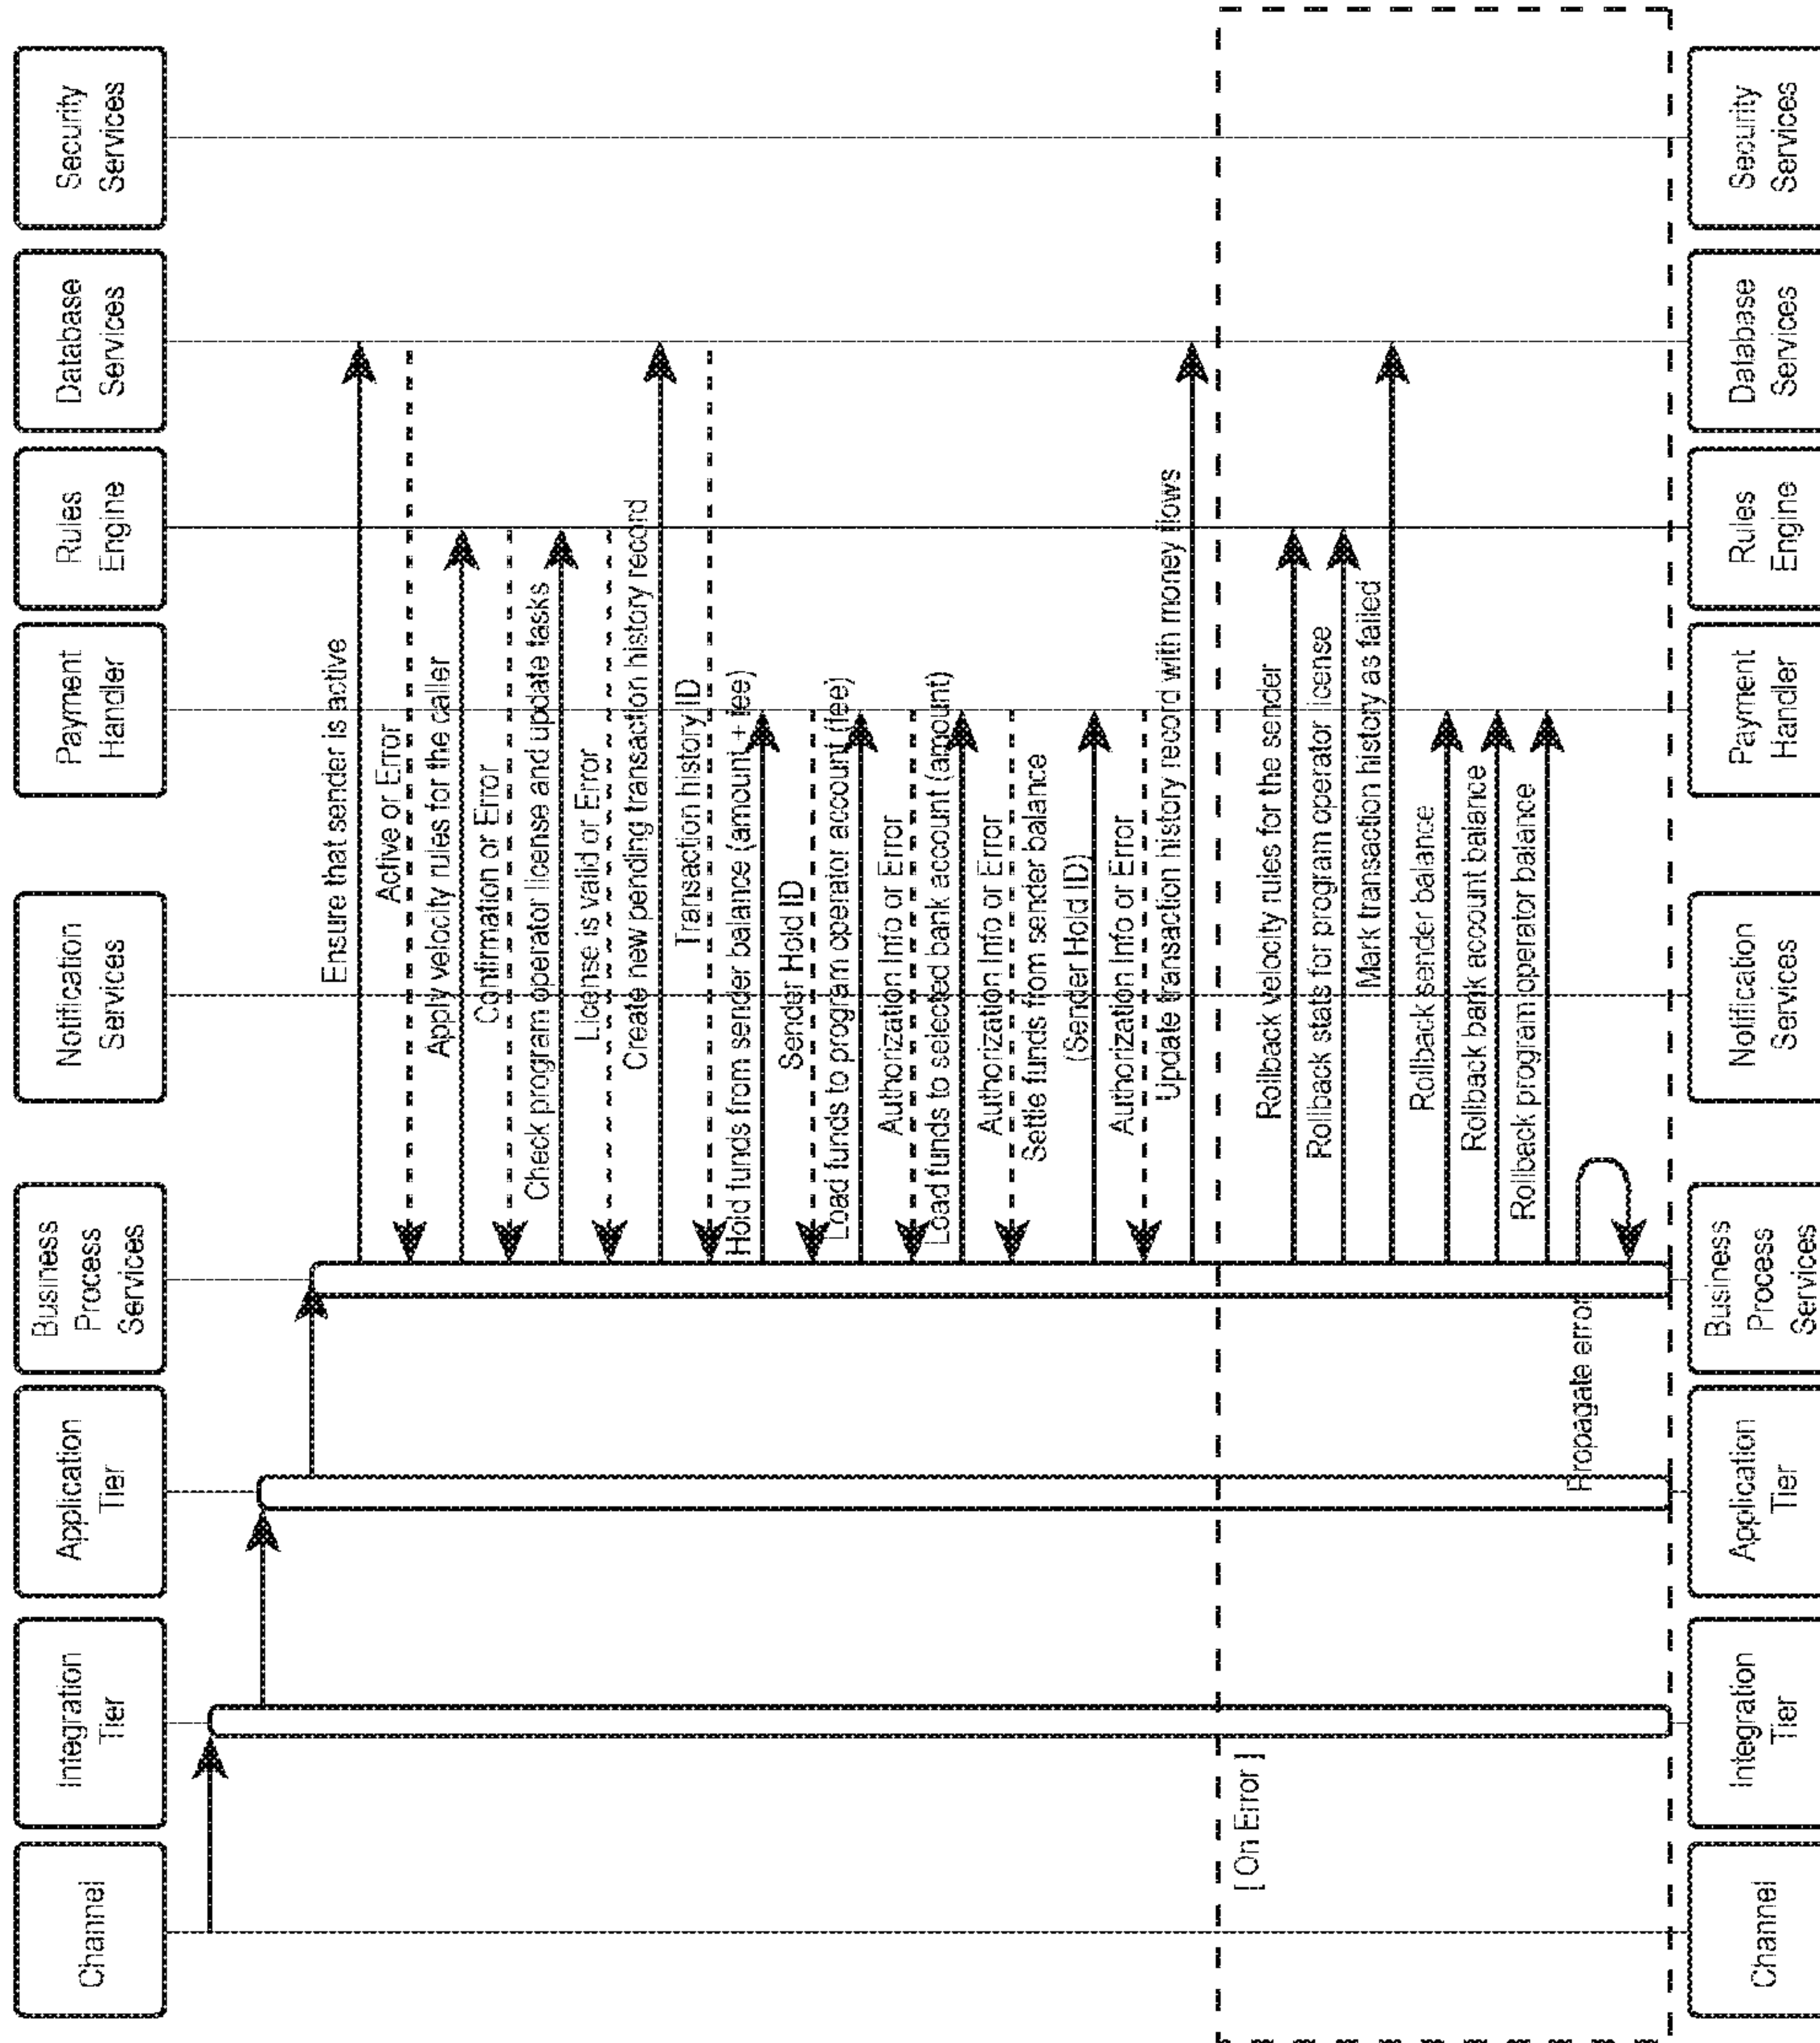 Channel
Integration
Tier
Application
Tier
Business
Process
Services
Notification
Services
Payment
Handler
Rules
Engine
Database
Services
Security
Services
Ensure that sender is active
Active or Error
Apply velocity rules for the caller
Confirmation or Error
Check program operator license and update tasks
License is valid or Error
Create new pending transaction history record
Transaction history ID
Hold funds from sender balance (amount + fee)
Sender Hold ID
Load funds to program operator account (fee)
Authorization Info or Error
Load funds to selected bank account (amount)
Authorization Info or Error
Settle funds from sender balance
(Sender Hold ID)
Authorization Info or Error
Update transaction history record with money flows
[ On Error ]
Rollback velocity rules for the sender
Rollback stats for program operator license
Mark transaction history as failed
Rollback sender balance
Rollback bank account balance
Rollback program operator balance
Propagate error
Channel
Integration
Tier
Application
Tier
Business
Process
Services
Notification
Services
Payment
Handler
Rules
Engine
Database
Services
Security
Services